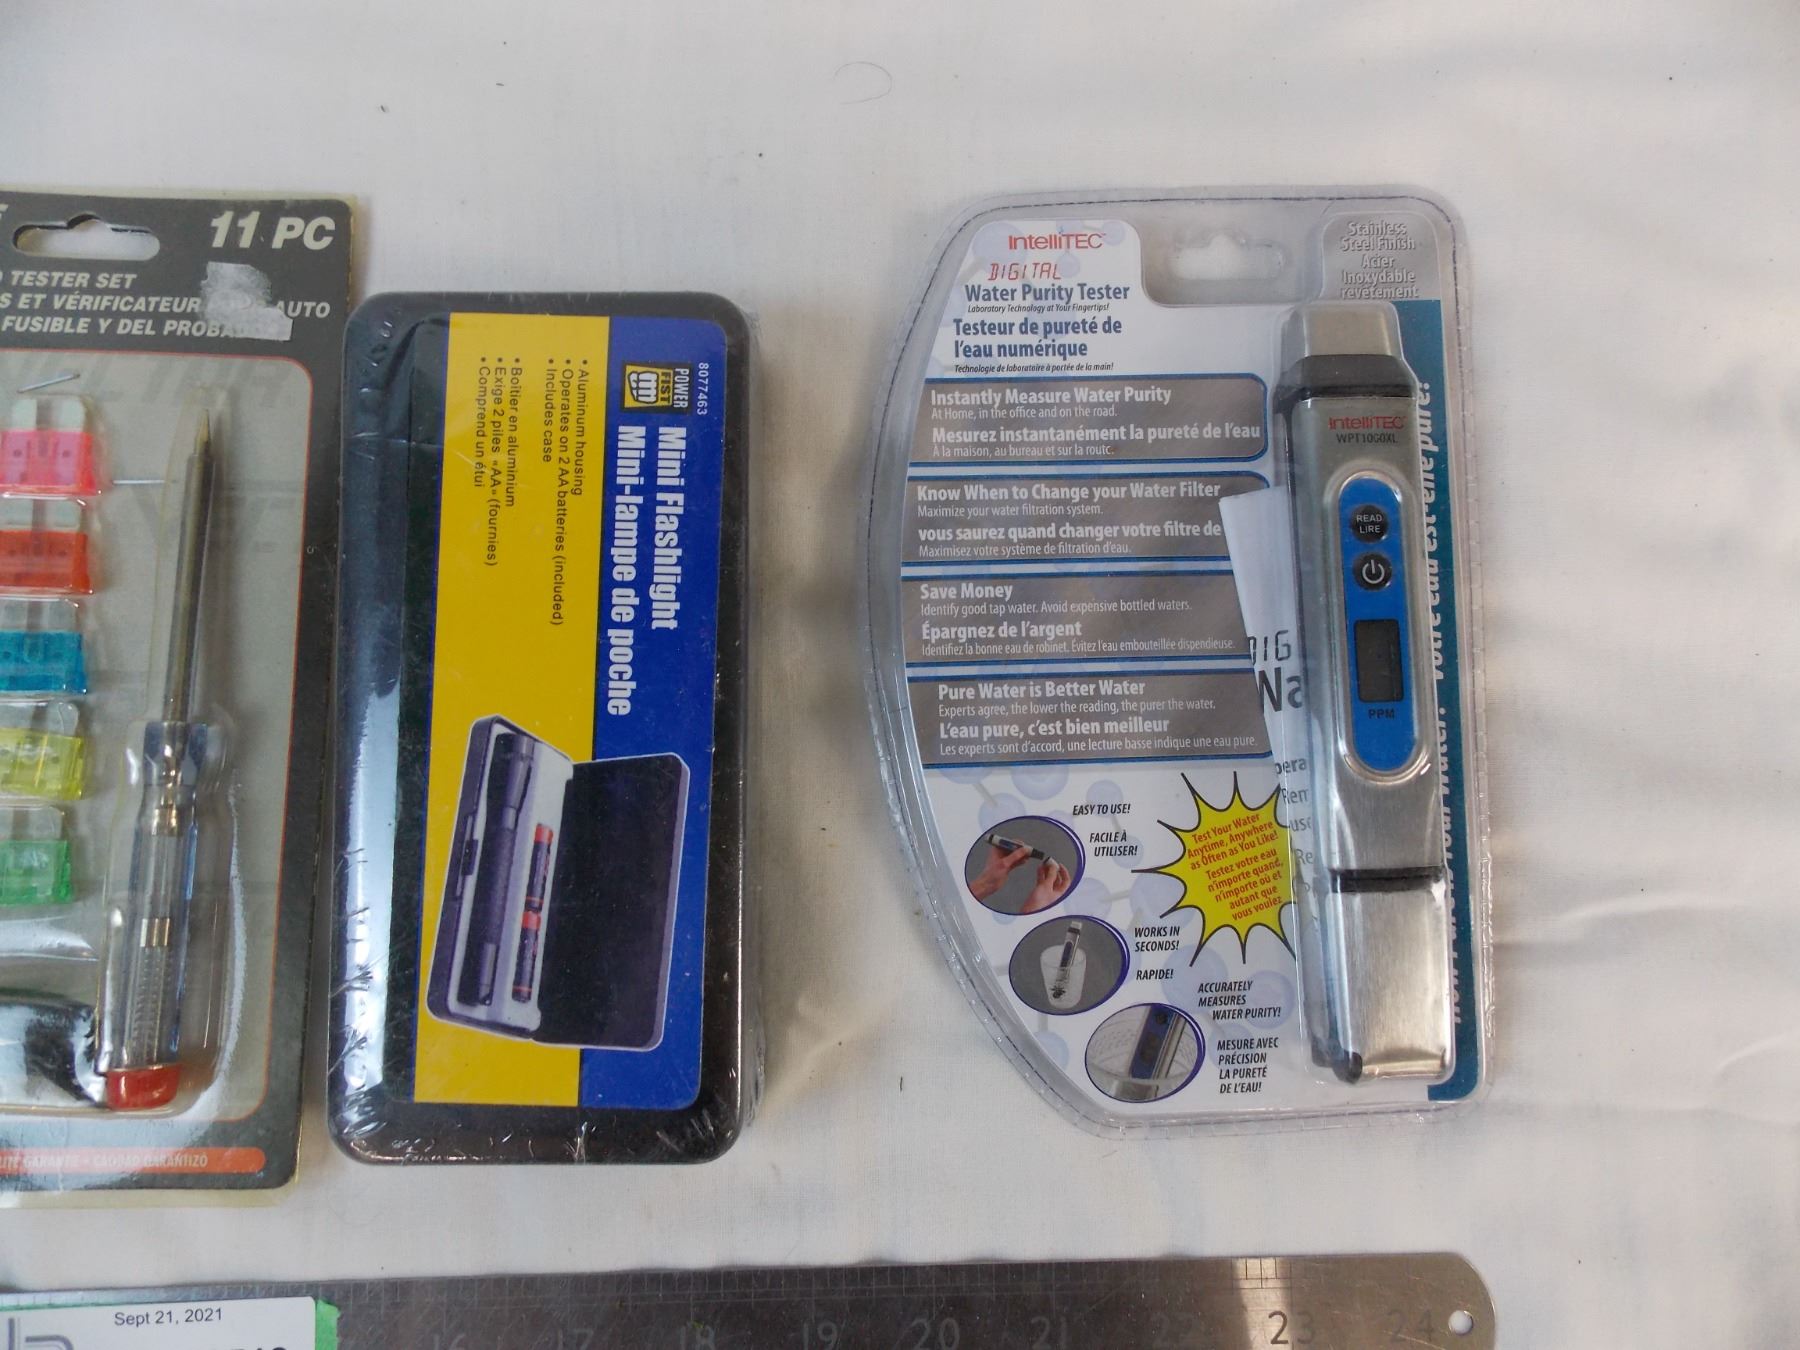 11 PC
TESTER SET
S ET VÉRIFICATEUR AUTO
FUSIBLE Y DEL
GARANTIE • CALIDAD GARANTIZO
8077463
POWER
FIST
Mini Flashlight
Mini-lampe de poche
• Aluminum housing
• Operates on 2 AA batteries (included)
• Includes case
• Boîtier en aluminium
• Exige 2 piles «AA» (fournies)
• Comprend un étui
IntelliTEC™
DIGITAL
Water Purity Tester
Laboratory Technology at Your Fingertips!
Testeur de pureté de
l'eau numérique
Technologie de laboratoire à portée de la main!
Stainless
Steel Finish
Acier
Inoxydable
revêtement
Instantly Measure Water Purity
At Home, in the office and on the road.
Mesurez instantanément la pureté de l'eau
À la maison, au bureau et sur la route.
Know When to Change your Water Filter
Maximize your water filtration system.
vous saurez quand changer votre filtre de
Maximisez votre système de filtration d'eau.
Save Money
Identify good tap water. Avoid expensive bottled waters.
Épargnez de l'argent
Identifiez la bonne eau de robinet. Évitez l'eau embouteillée dispendieuse.
Pure Water is Better Water
Experts agree, the lower the reading, the purer the water.
L'eau pure, c'est bien meilleur
Les experts sont d'accord, une lecture basse indique une eau pure.
EASY TO USE!
FACILE À
UTILISER!
WORKS IN
SECONDS!
RAPIDE!
ACCURATELY
MEASURES
WATER PURITY!
MESURE AVEC
PRÉCISION
LA PURETÉ
DE L'EAU!
Test Your Water
Anytime, Anywhere
as Often as You Like!
Testez votre eau
n'importe quand,
n'importe où et
autant que
vous voulez
IntelliTEC™
WPT1000XL
READ
LIRE
PPM
DIG
Wa
Sept 21, 2021
16 17 18 19 20 21 22 23 24